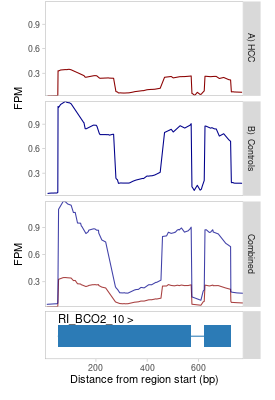 0.9
0.6
0.3
A) HCC
FPM
0.9
0.6
0.3
B): Controls
0.9
0.6
0.3
Combined
FPM
RI_BCO2_10 >
200 400 600
Distance from region start (bp)